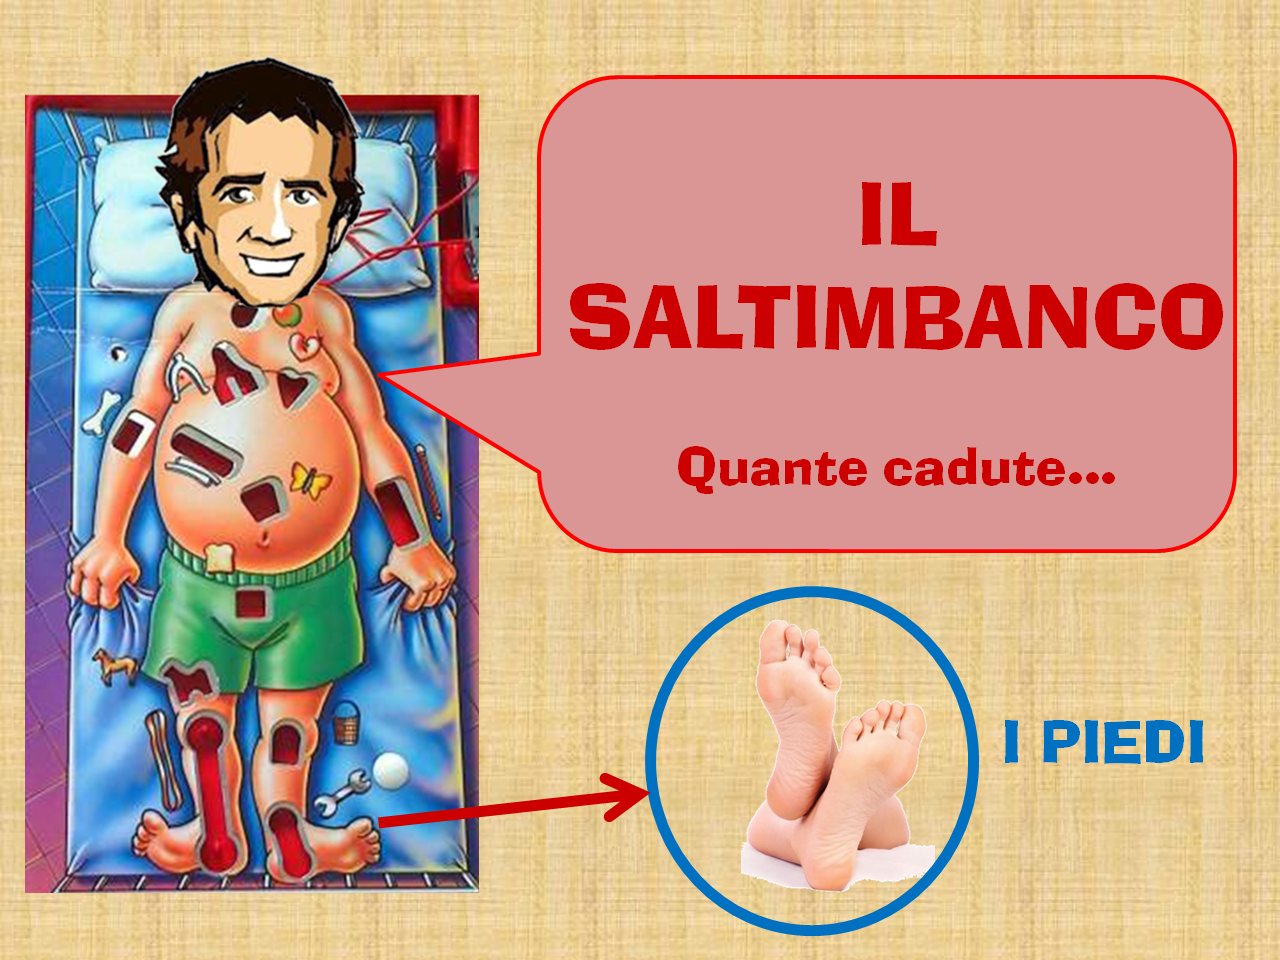 IL
SALTIMBANCO
Quante cadute...
I PIEDI